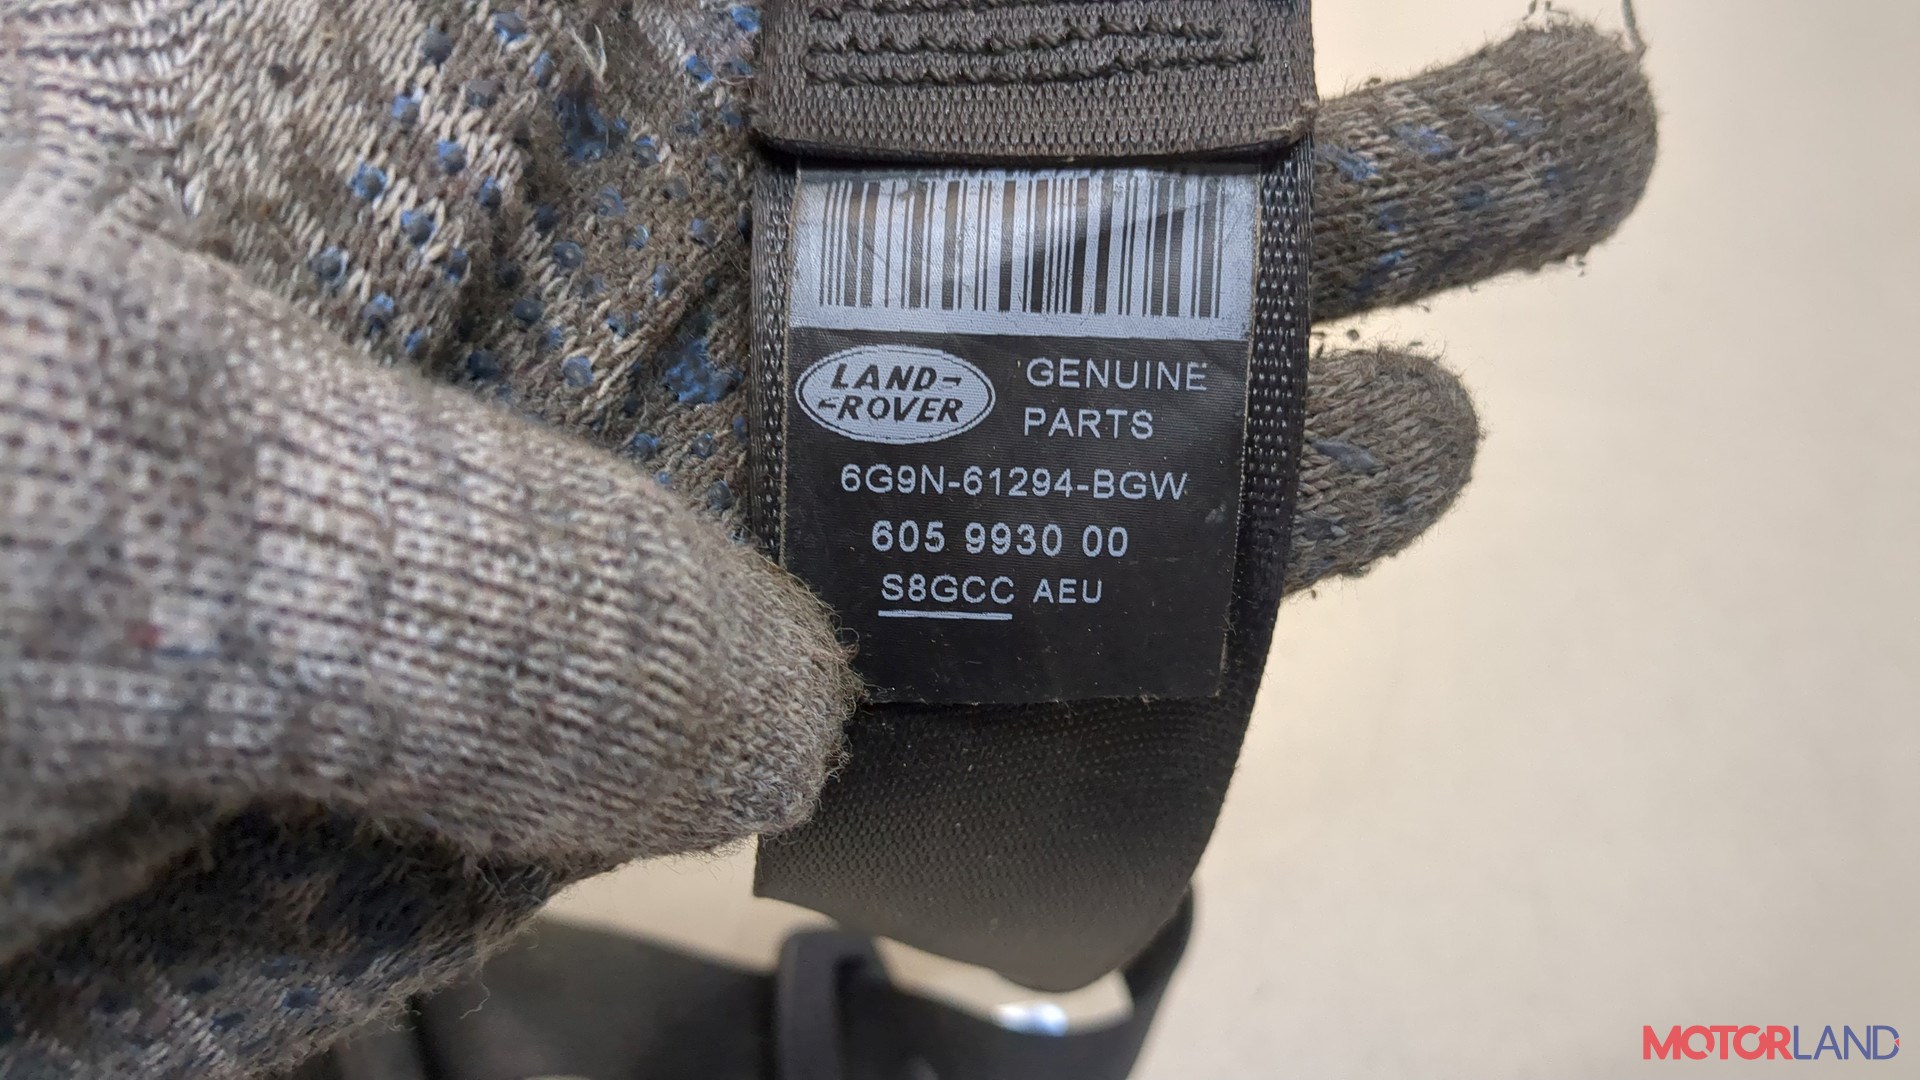 LAND-
-ROVER
GENUINE
PARTS
6G9N-61294-BGW
605 9930 00
S8GCC AEU
MOTORLAND